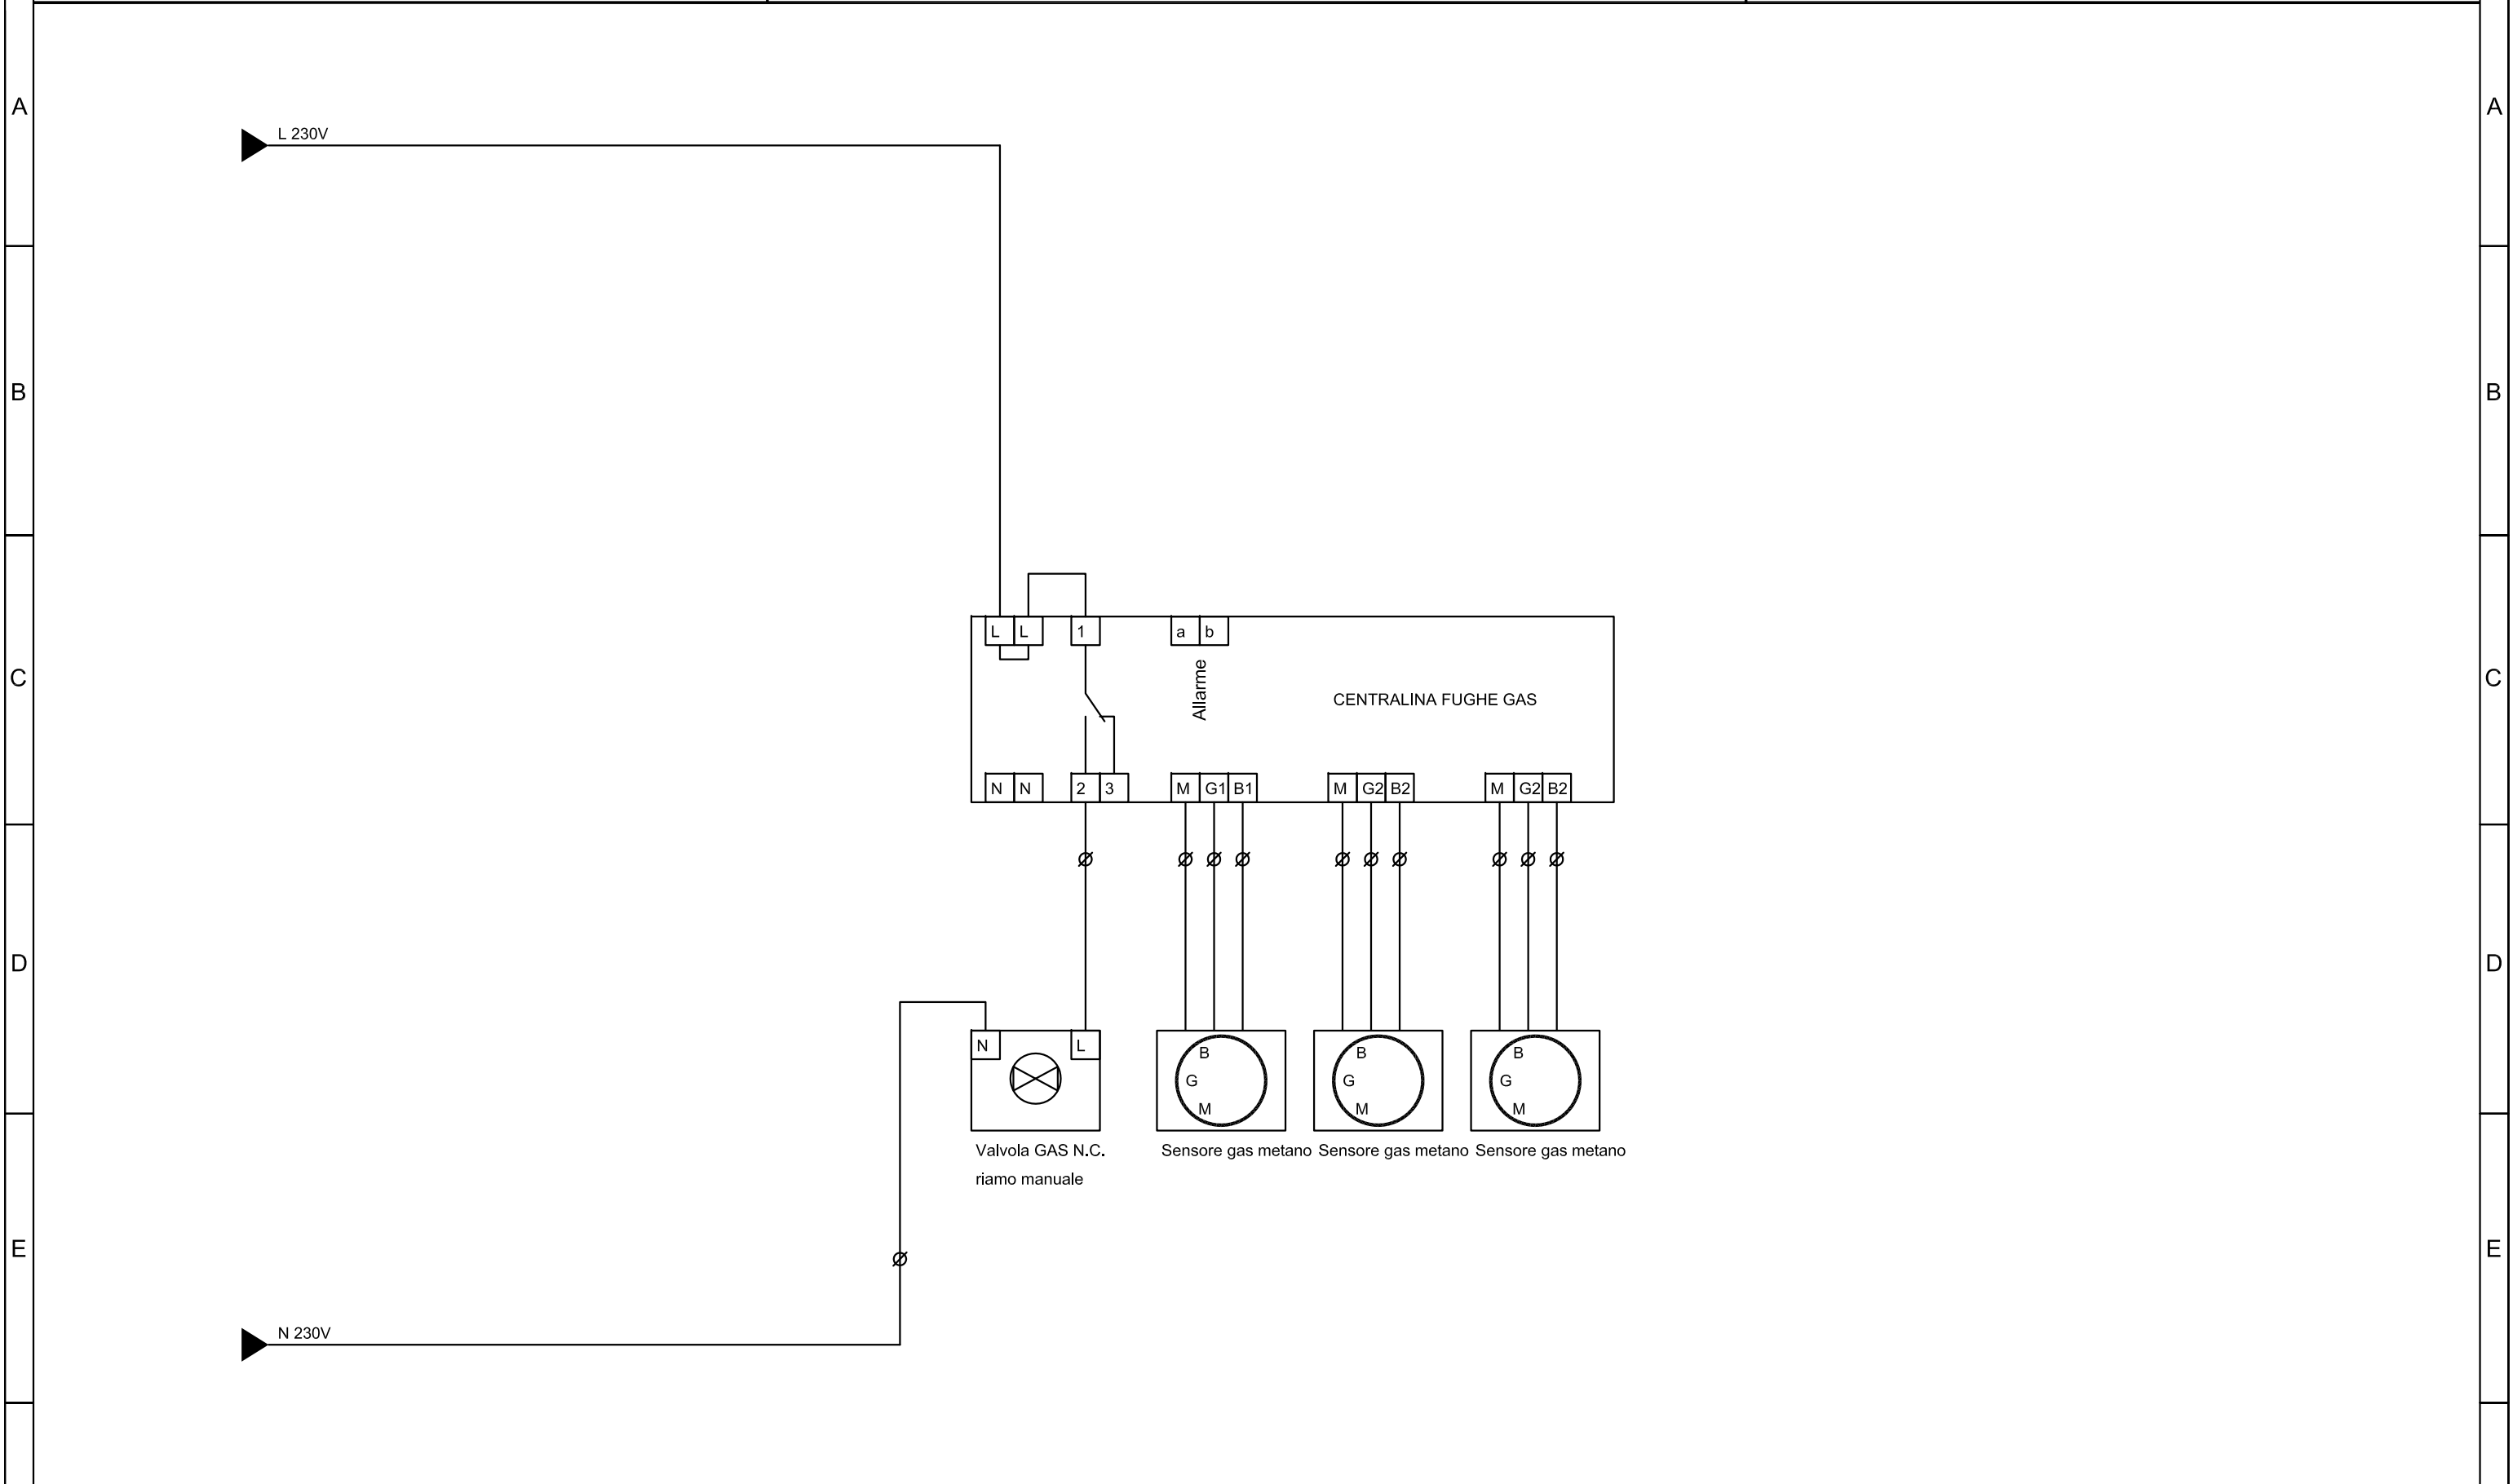 A A
L 230V
B B
L L 1 a b
C Allarme CENTRALINA FUGHE GAS C
N N 2 3 M G1 B1 M G2 B2 M G2 B2
D D
N L B B B
G G G
M M M
Valvola GAS N.C. Sensore gas metano Sensore gas metano Sensore gas metano
riamo manuale
E E
N 230V